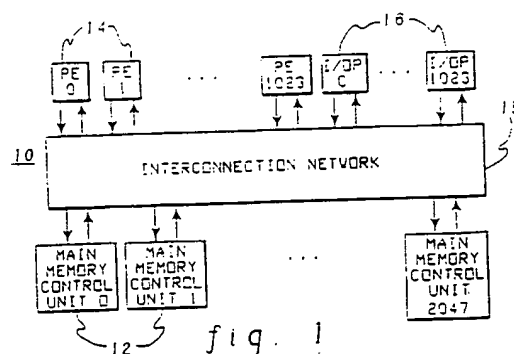 14
16
PE 0
PE 1
. . .
PE 1023
I/OP 0
. . .
I/OP 1023
10
INTERCONNECTION NETWORK
MAIN MEMORY CONTROL UNIT 0
MAIN MEMORY CONTROL UNIT 1
. . .
MAIN MEMORY CONTROL UNIT 2047
12
fig. 1